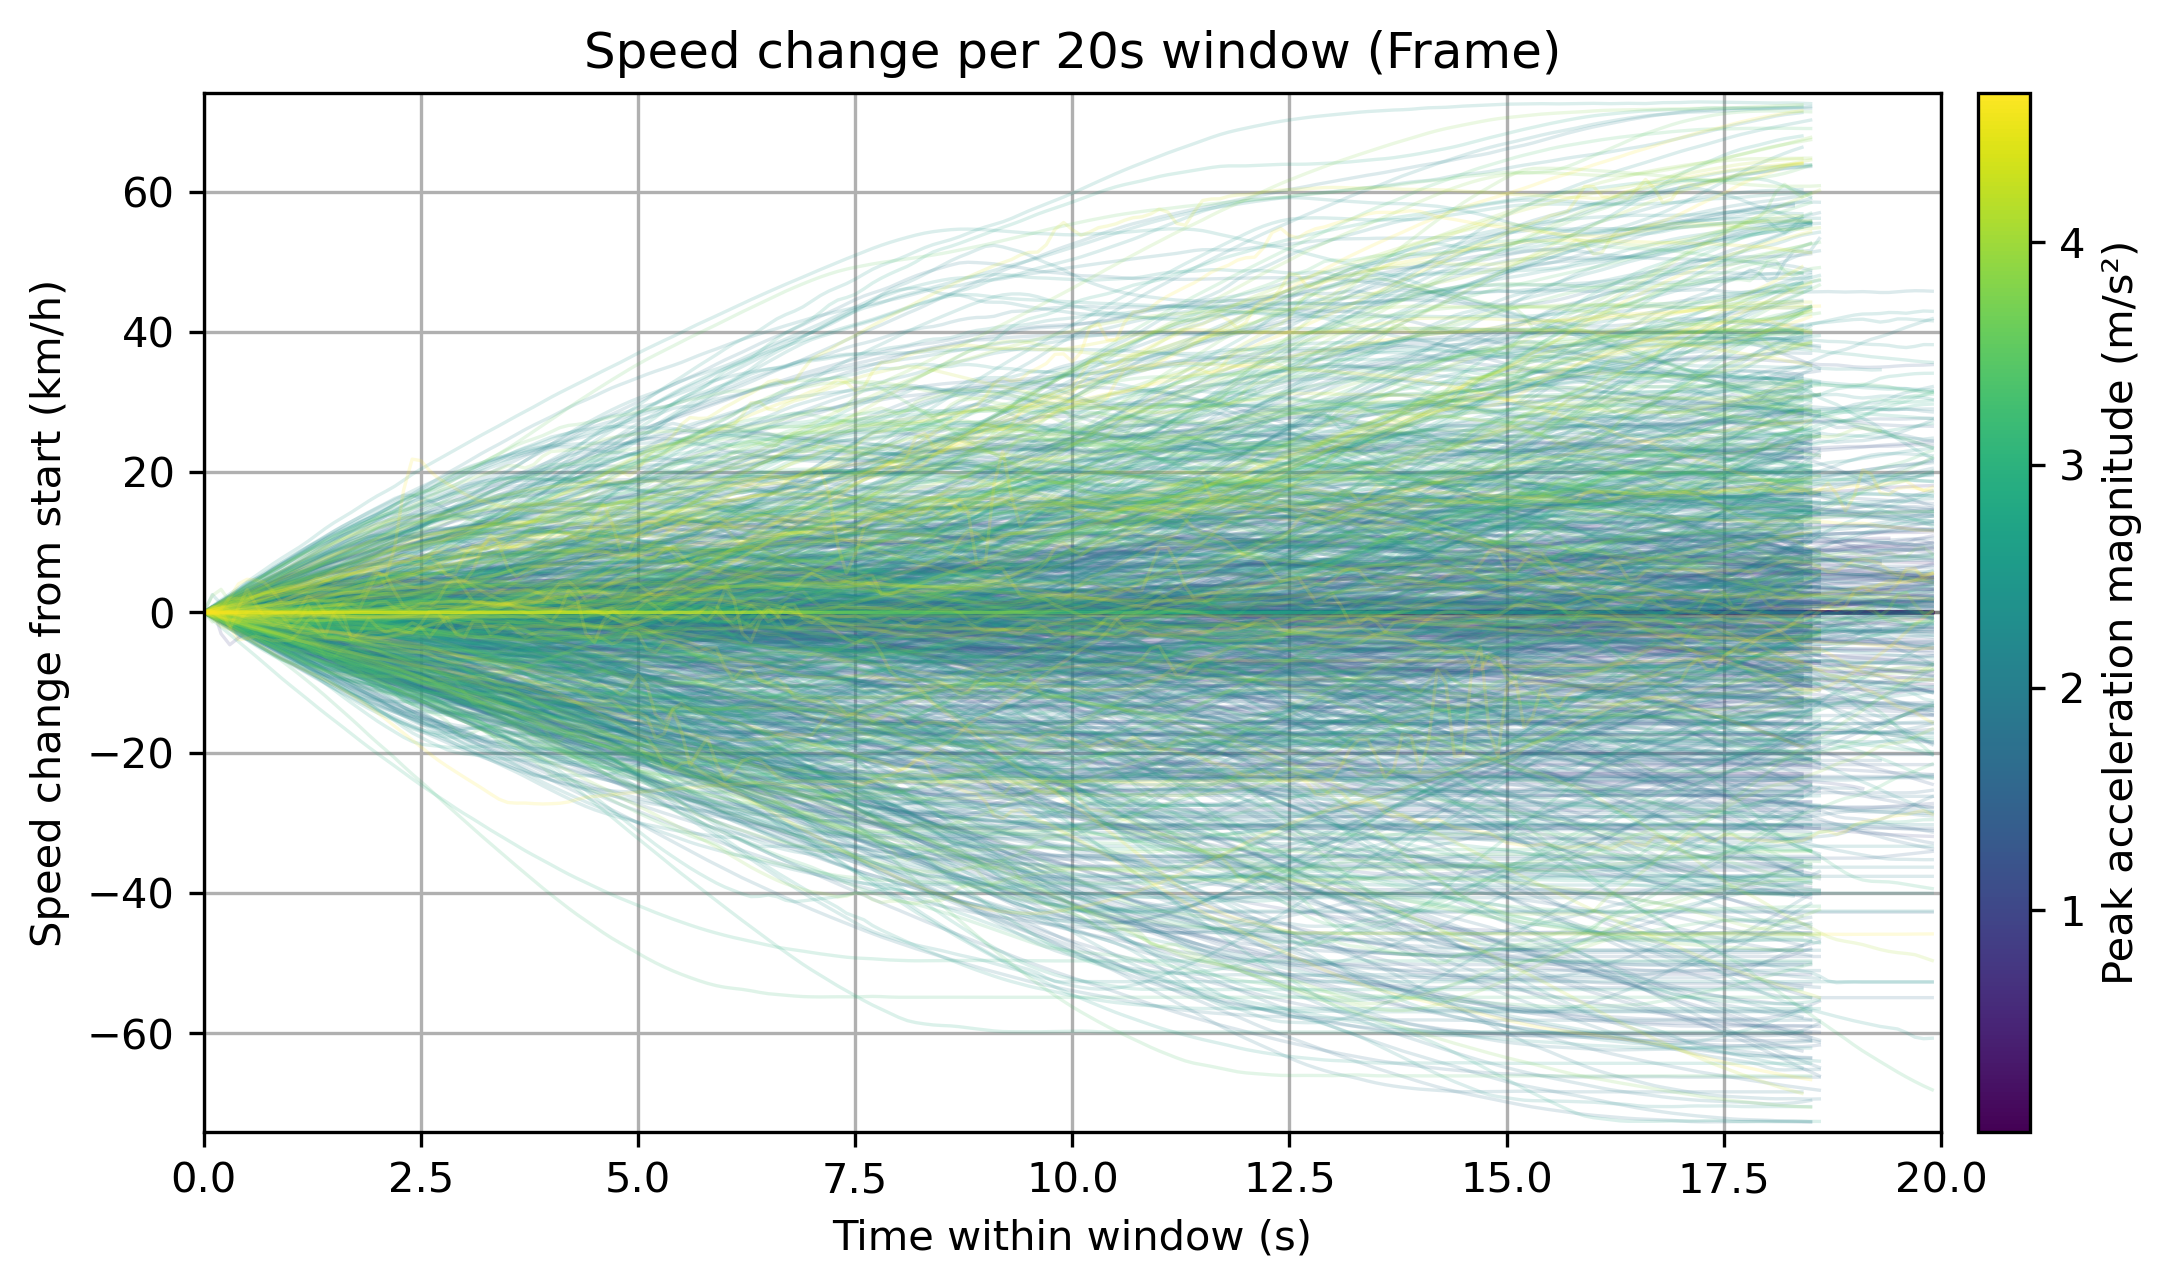 Speed change per 20s window (Frame)
Speed change from start (km/h)
60
40
20
0
−20
−40
−60
0.0 2.5 5.0 7.5 10.0 12.5 15.0 17.5 20.0
Time within window (s)
4
3
2
1
Peak acceleration magnitude (m/s²)